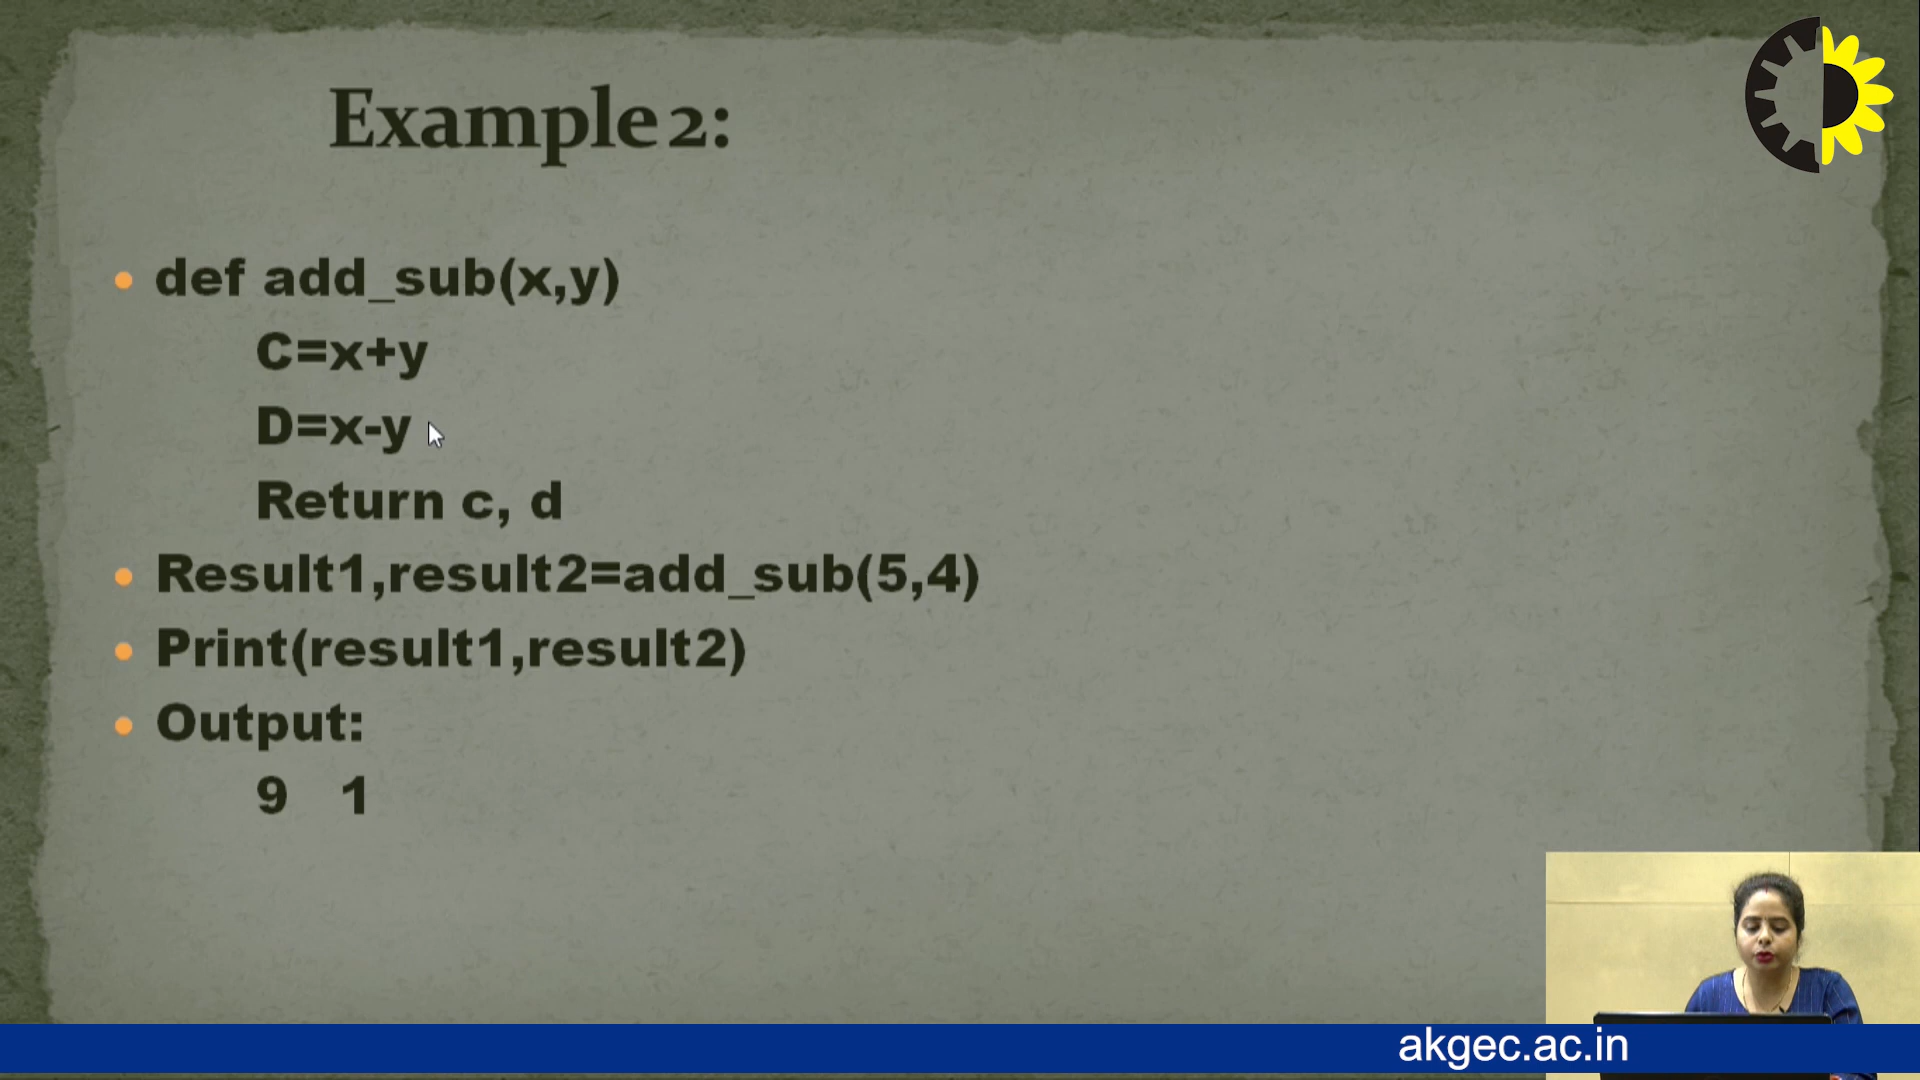 Example 2:
def add_sub(x,y)
C=x+y
D=x-y
Return c, d
Result1,result2=add_sub(5,4)
Print(result1,result2)
Output:
9 1
akgec.ac.in